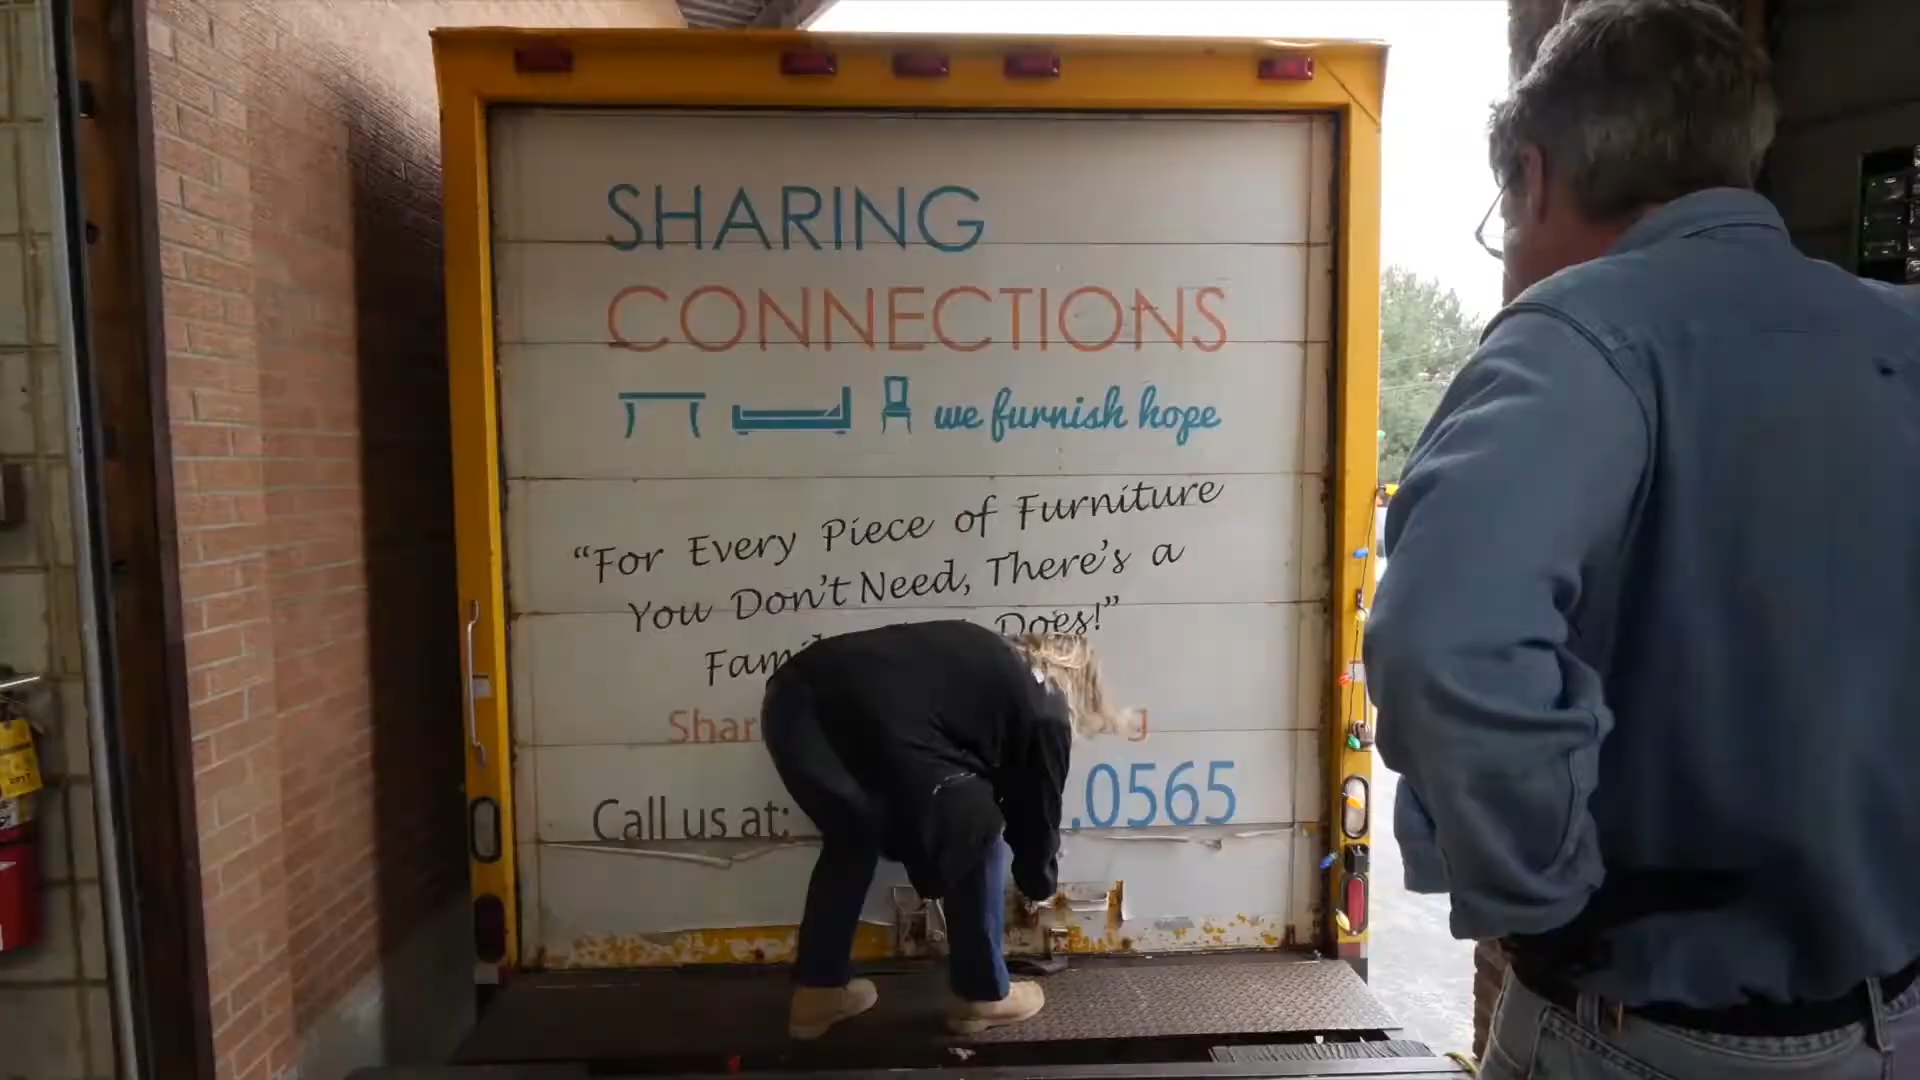 SHARING
CONNECTIONS
we furnish hope
“For Every Piece of Furniture
You Don't Need, There's a
Does!”
Call us at: .0565
2017